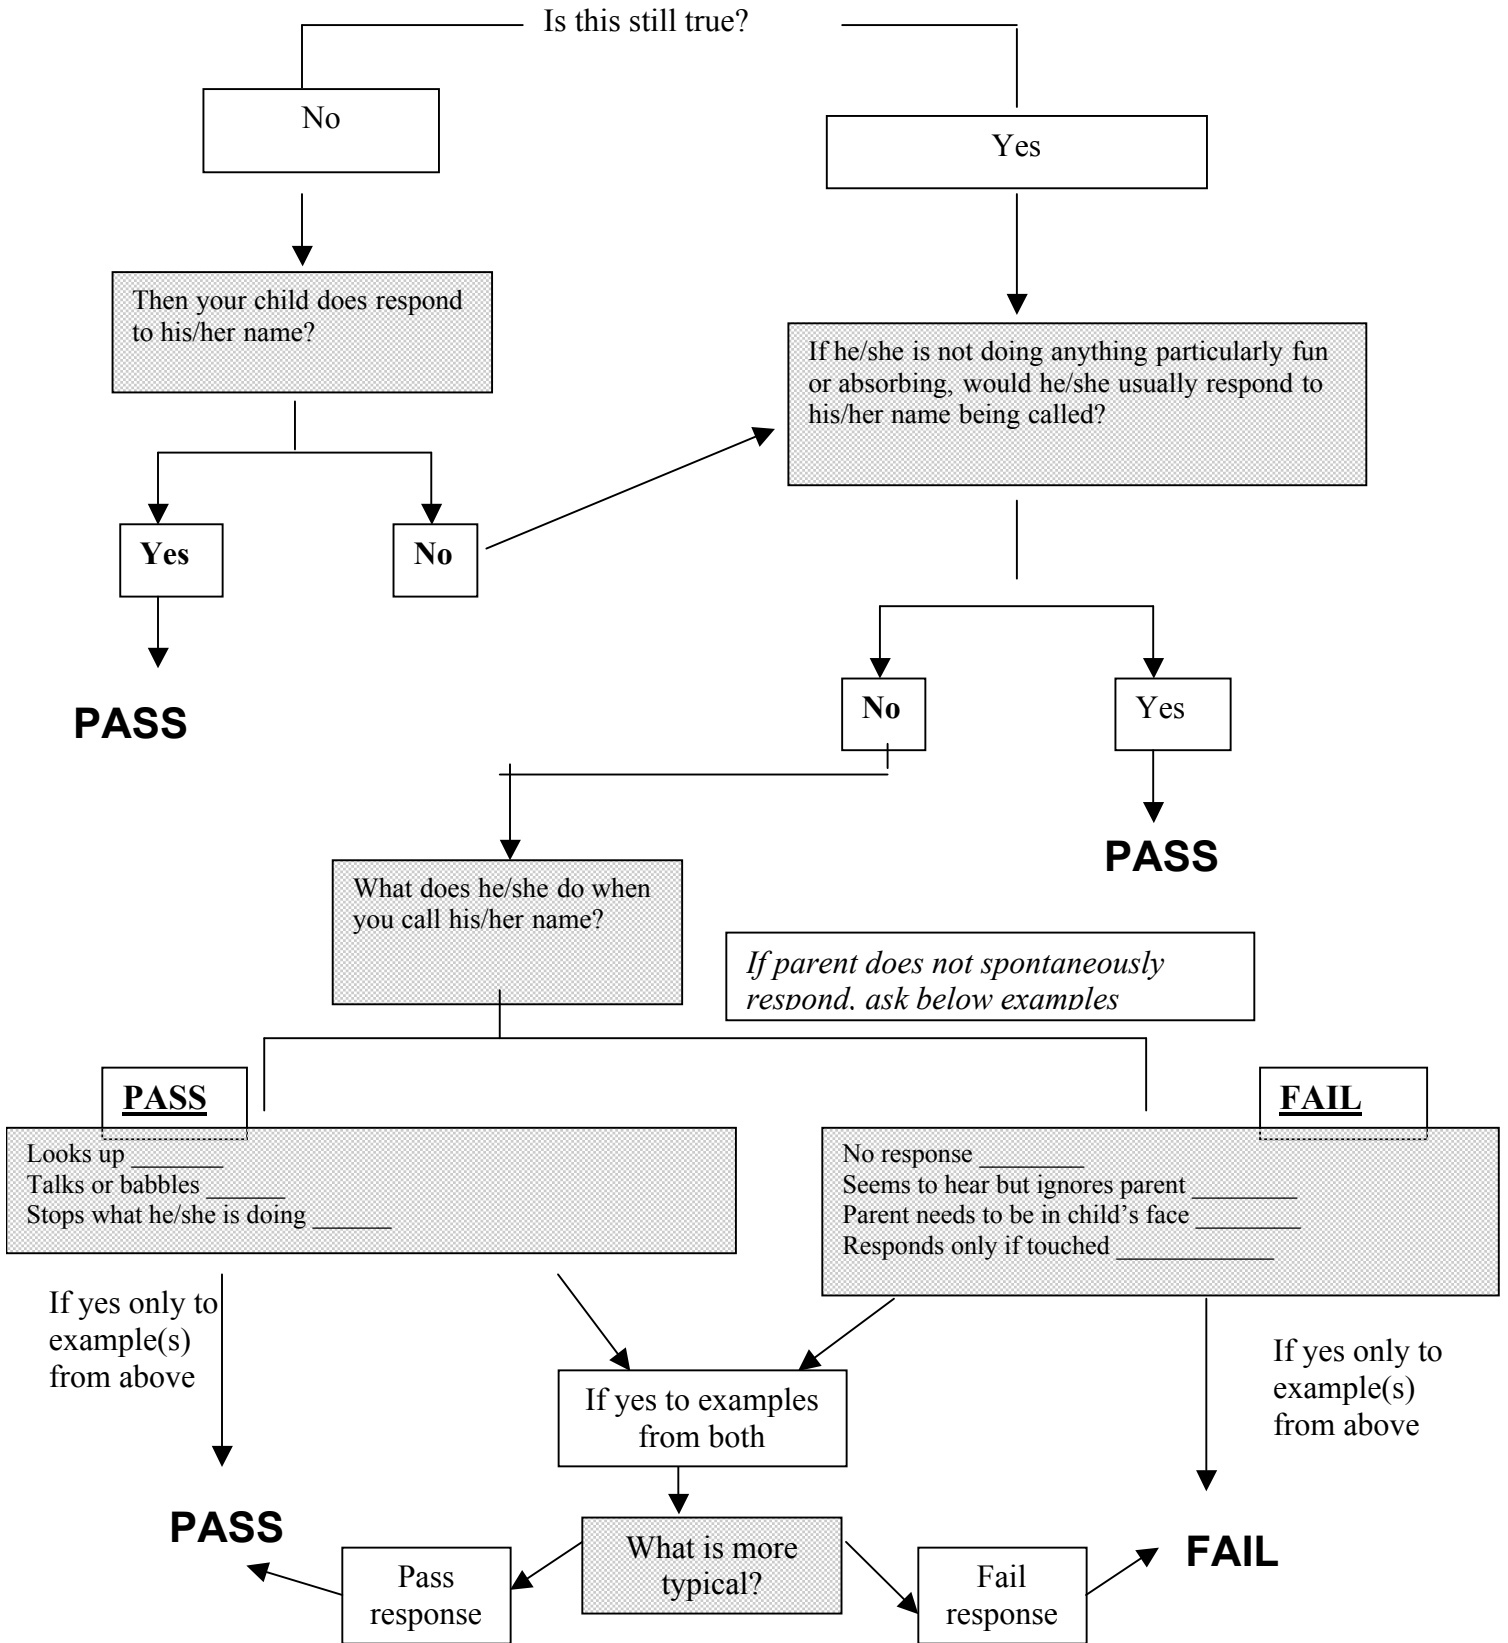 Is this still true?
No
Yes
Then your child does respond
to his/her name?
If he/she is not doing anything particularly fun
or absorbing, would he/she usually respond to
his/her name being called?
Yes
No
PASS
No
Yes
PASS
What does he/she do when
you call his/her name?
If parent does not spontaneously
respond, ask below examples
PASS
FAIL
Looks up _______
Talks or babbles ______
Stops what he/she is doing ______
No response ________
Seems to hear but ignores parent ________
Parent needs to be in child’s face ________
Responds only if touched ____________
If yes only to
example(s)
from above
If yes to examples
from both
If yes only to
example(s)
from above
PASS
What is more
typical?
FAIL
Pass
response
Fail
response